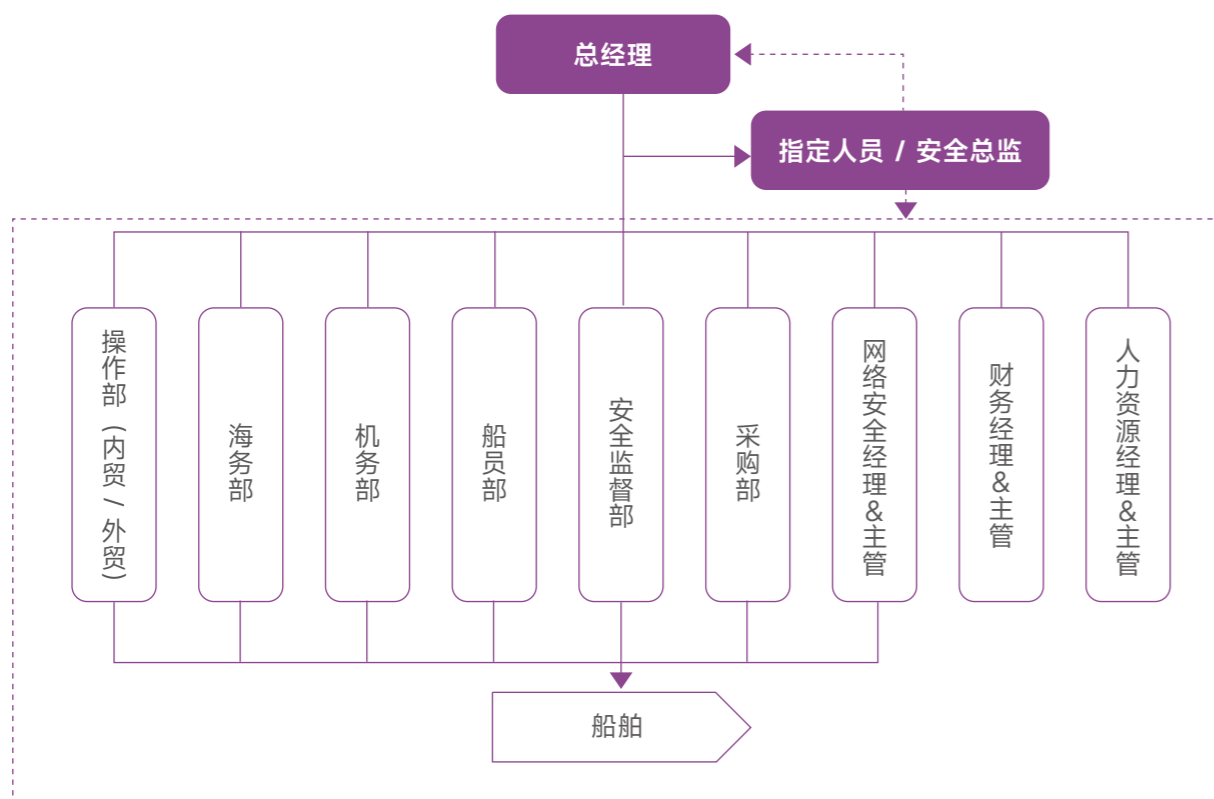 总经理
指定人员 / 安全总监
操作部（内贸 / 外贸）
海务部
机务部
船员部
安全监督部
采购部
网络安全经理&主管
财务经理&主管
人力资源经理&主管
船舶